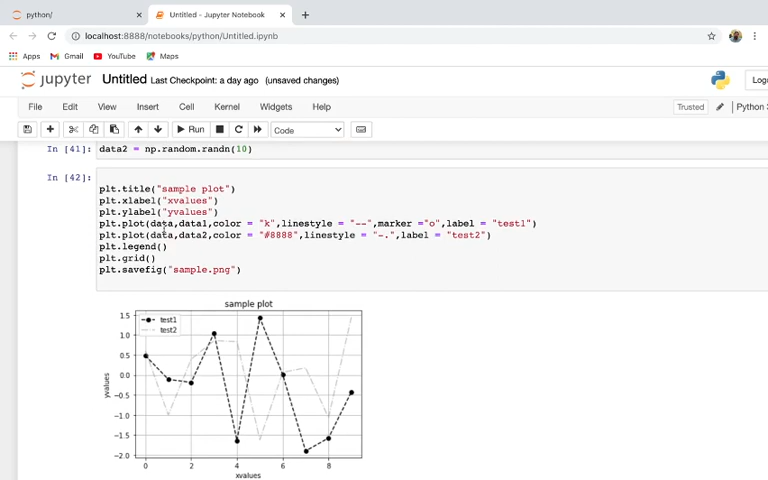 python/
Untitled - Jupyter Notebook
localhost:8888/notebooks/python/Untitled.ipynb
Apps
Gmail
YouTube
Maps
jupyter Untitled Last Checkpoint: a day ago (unsaved changes)
Log
File Edit View Insert Cell Kernel Widgets Help
Trusted
Python 3
Run
Code
In [41]: data2 = np.random.randn(10)
In [42]:
plt.title("sample plot")
plt.xlabel("xvalues")
plt.ylabel("yvalues")
plt.plot(data,data1,color = "k",linestyle = "--",marker ="o",label = "test1")
plt.plot(data,data2,color = "#8888",linestyle = "-.",label = "test2")
plt.legend()
plt.grid()
plt.savefig("sample.png")
sample plot
test1
test2
1.5
1.0
0.5
0.0
−0.5
−1.0
−1.5
−2.0
yvalues
0 2 4 6 8
xvalues